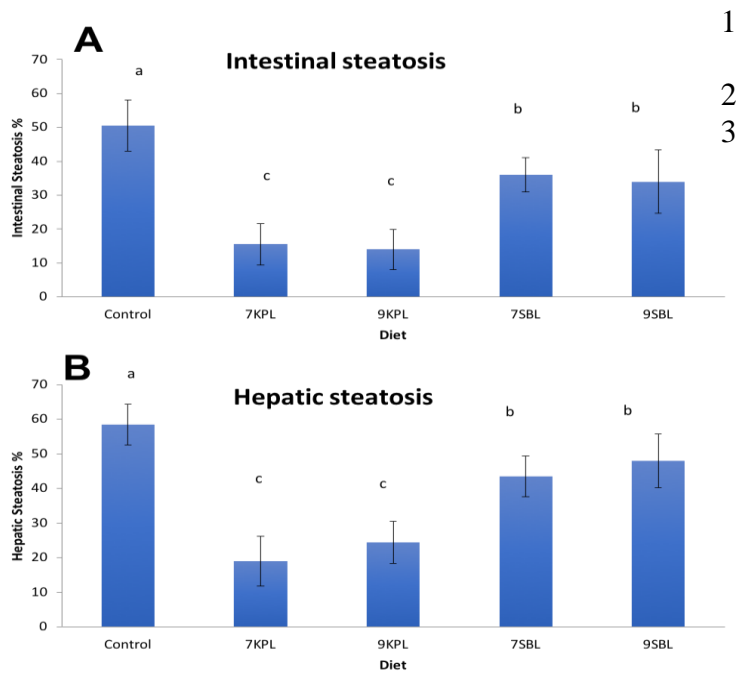 A
Intestinal steatosis
Intestinal Steatosis %
70
60
50
40
30
20
10
0
a
c
c
b
b
Control 7KPL 9KPL 7SBL 9SBL
Diet
B
Hepatic steatosis
Hepatic Steatosis %
70
60
50
40
30
20
10
0
a
c
c
b
b
Control 7KPL 9KPL 7SBL 9SBL
Diet
1
2
3